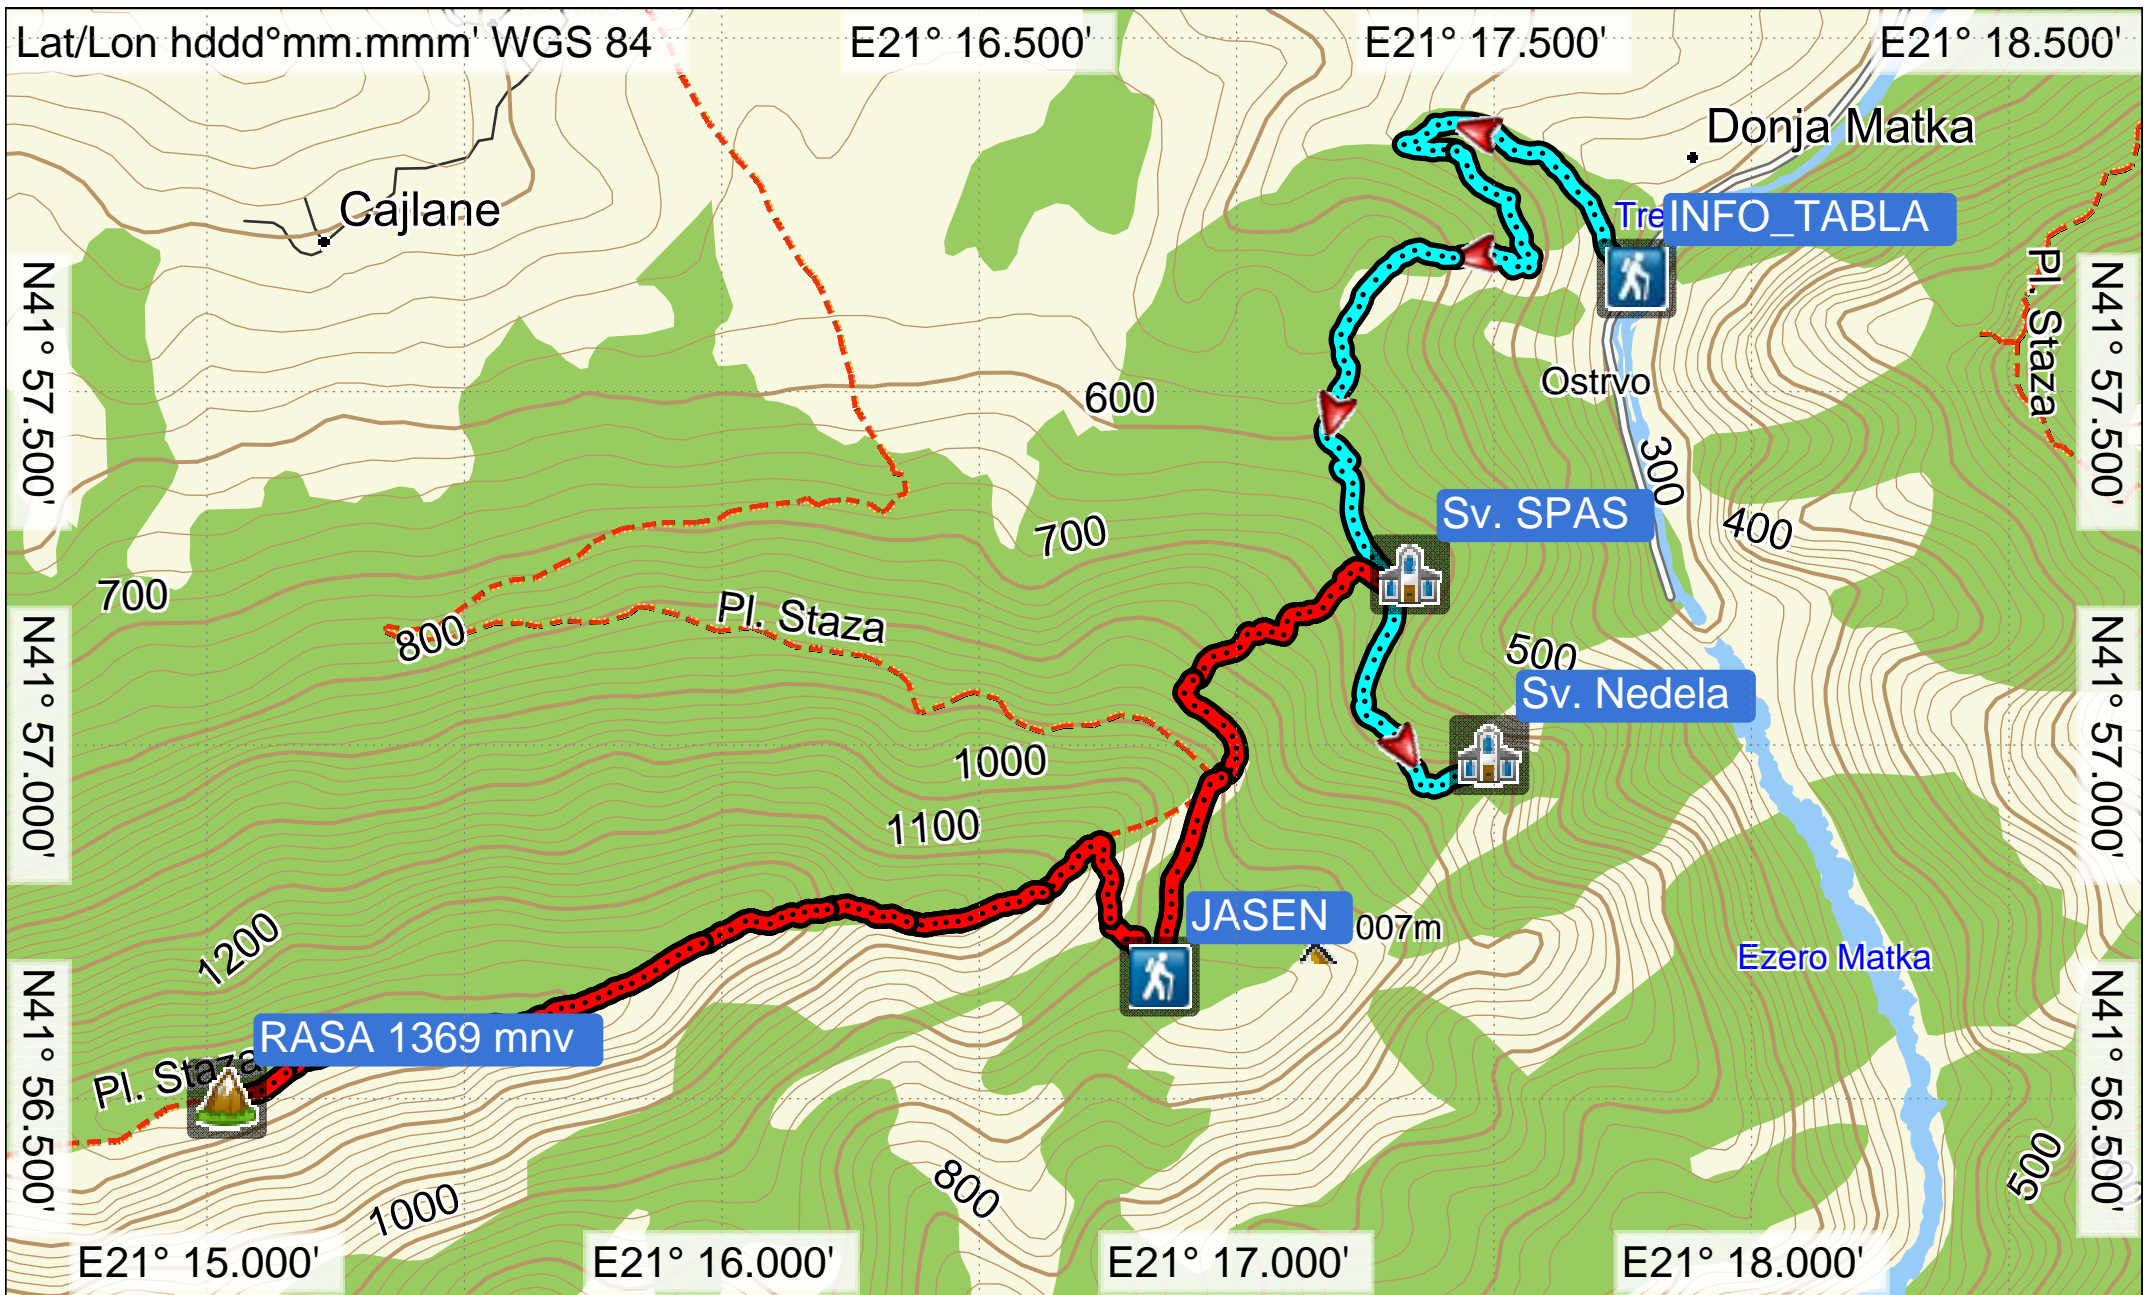 Lat/Lon hddd°mm.mmm' WGS 84
E21° 16.500'
E21° 17.500'
E21° 18.500'
Donja Matka
Cajlane
Tre
INFO_TABLA
Pl. Staza
N41° 57.500'
N41° 57.500'
600
Ostrvo
300
Sv. SPAS
700
400
700
Pl. Staza
800
500
N41° 57.000'
N41° 57.000'
Sv. Nedela
1000
1100
JASEN
007m
1200
Ezero Matka
RASA 1369 mnv
Pl. Staza
N41° 56.500'
N41° 56.500'
500
800
1000
E21° 15.000'
E21° 16.000'
E21° 17.000'
E21° 18.000'